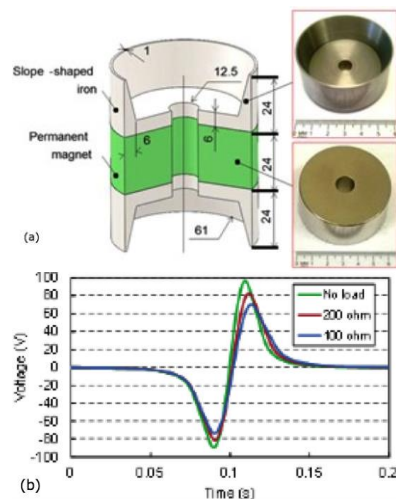 1
12.5
Slope -shaped
iron
24
6
6
Permanent
magnet
24
24
(a)
61
100
80
60
40
20
0
-20
-40
-60
-80
-100
Voltage (V)
No load
200 ohm
100 ohm
0
0.05
0.1
0.15
0.2
(b)
Time (s)